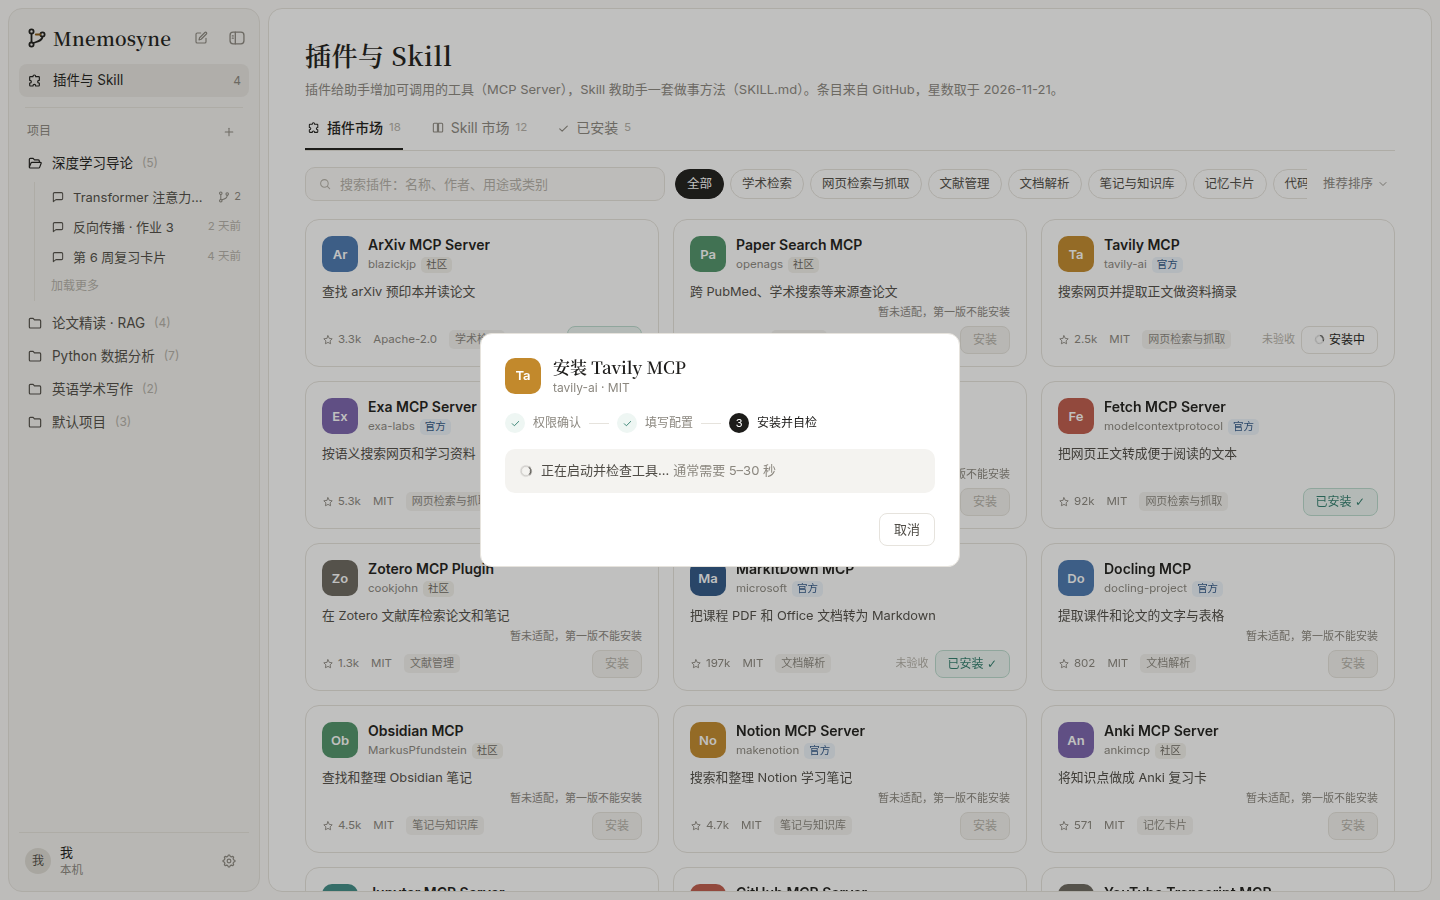 Mnemosyne
插件与 Skill
4
项目
深度学习导论 (5)
Transformer 注意力... 2
反向传播 · 作业 3 2 天前
第 6 周复习卡片 4 天前
加载更多
论文精读 · RAG (4)
Python 数据分析 (7)
英语学术写作 (2)
默认项目 (3)
我
我
本机
插件与 Skill
插件给助手增加可调用的工具（MCP Server），Skill 教助手一套做事方法（SKILL.md）。条目来自 GitHub，星数取于 2026-11-21。
插件市场 18 Skill 市场 12 已安装 5
搜索插件：名称、作者、用途或类别
全部 学术检索 网页检索与抓取 文献管理 文档解析 笔记与知识库 记忆卡片 代码 推荐排序
Ar
ArXiv MCP Server
blazickjp 社区
查找 arXiv 预印本并读论文
3.3k Apache-2.0
Pa
Paper Search MCP
openags 社区
跨 PubMed、学术搜索等来源查论文
暂未适配，第一版不能安装
安装
Ta
Tavily MCP
tavily-ai 官方
搜索网页并提取正文做资料摘录
2.5k MIT 网页检索与抓取 未验收 安装中
Ex
Exa MCP Server
exa-labs 官方
按语义搜索网页和学习资料
5.3k MIT 网页检索与抓
安装
Fe
Fetch MCP Server
modelcontextprotocol 官方
把网页正文转成便于阅读的文本
92k MIT 网页检索与抓取 已安装 ✓
Ta
安装 Tavily MCP
tavily-ai · MIT
权限确认 填写配置 3 安装并自检
正在启动并检查工具... 通常需要 5–30 秒
取消
Zo
Zotero MCP Plugin
cookjohn 社区
在 Zotero 文献库检索论文和笔记
暂未适配，第一版不能安装
1.3k MIT 文献管理 安装
Ma
MarkItDown MCP
microsoft 官方
把课程 PDF 和 Office 文档转为 Markdown
197k MIT 文档解析 未验收 已安装 ✓
Do
Docling MCP
docling-project 官方
提取课件和论文的文字与表格
暂未适配，第一版不能安装
802 MIT 文档解析 安装
Ob
Obsidian MCP
MarkusPfundstein 社区
查找和整理 Obsidian 笔记
暂未适配，第一版不能安装
4.5k MIT 笔记与知识库 安装
No
Notion MCP Server
makenotion 官方
搜索和整理 Notion 学习笔记
暂未适配，第一版不能安装
4.7k MIT 笔记与知识库 安装
An
Anki MCP Server
ankimcp 社区
将知识点做成 Anki 复习卡
暂未适配，第一版不能安装
571 MIT 记忆卡片 安装
Jupyter MCP Server
GitHub MCP Server
YouTube Transcript MCP